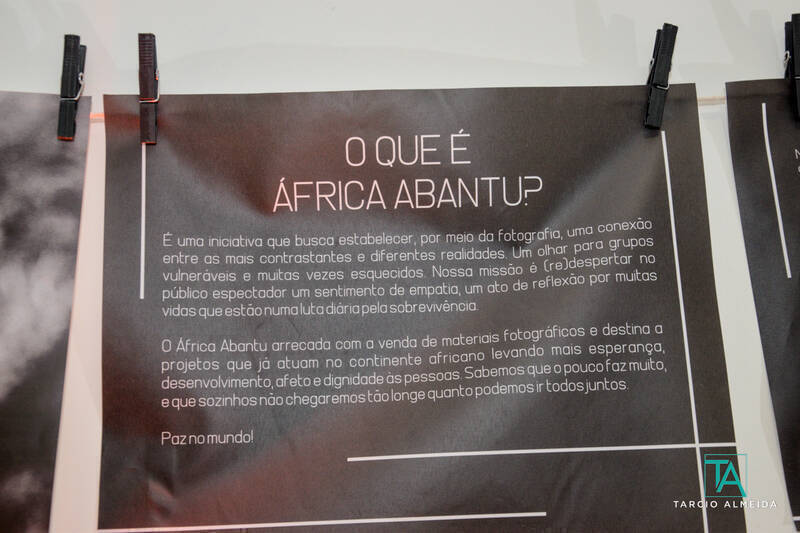 O QUE É
ÁFRICA ABANTU?
É uma iniciativa que busca estabelecer, por meio da fotografia, uma conexão
entre as mais contrastantes e diferentes realidades. Um olhar para grupos
vulneráveis e muitas vezes esquecidos. Nossa missão é (re)despertar no
público espectador um sentimento de empatia, um ato de reflexão por muitas
vidas que estão numa luta diária pela sobrevivência.
O África Abantu arrecada com a venda de materiais fotográficos e destina a
projetos que já atuam no continente africano levando mais esperança,
desenvolvimento, afeto e dignidade às pessoas. Sabemos que o pouco faz muito,
e que sozinhos não chegaremos tão longe quanto podemos ir todos juntos.
Paz no mundo!
TA
TARCIO ALMEIDA